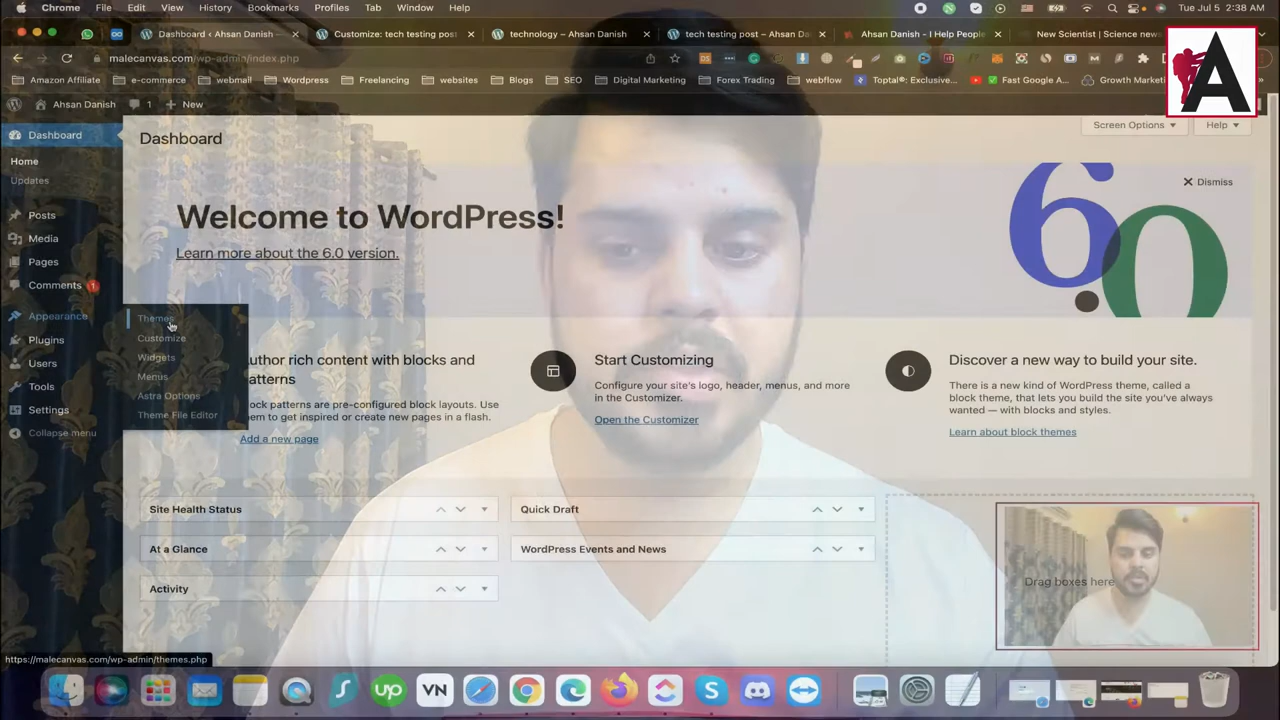 Chrome File Edit View History Bookmarks Profiles Tab Window Help Tue Jul 5 2:38 AM
Dashboard ‹ Ahsan Danish — Customize: tech testing post technology – Ahsan Danish tech testing post – Ahsan Da Ahsan Danish - I Help People New Scientist | Science news
malecanvas.com/wp-admin/index.php
Amazon Affiliate e-commerce webmail Wordpress Freelancing websites Blogs SEO Digital Marketing Forex Trading webflow Toptal®: Exclusive... Fast Google A... Growth Marke
A
Ahsan Danish 1 New
Dashboard
Home
Updates
Posts
Media
Pages
Comments 1
Appearance
Plugins
Users
Tools
Settings
Collapse menu
Themes
Customize
Widgets
Menus
Astra Options
Theme File Editor
Dashboard
Screen Options Help
Welcome to WordPress!
Learn more about the 6.0 version.
Dismiss
60
uthor rich content with blocks and
atterns
ock patterns are pre-configured block layouts. Use
em to get inspired or create new pages in a flash.
Add a new page
Start Customizing
Configure your site's logo, header, menus, and more
in the Customizer.
Open the Customizer
Discover a new way to build your site.
There is a new kind of WordPress theme, called a
block theme, that lets you build the site you've always
wanted — with blocks and styles.
Learn about block themes
Site Health Status
At a Glance
Activity
Quick Draft
WordPress Events and News
Drag boxes here
https://malecanvas.com/wp-admin/themes.php
up VN